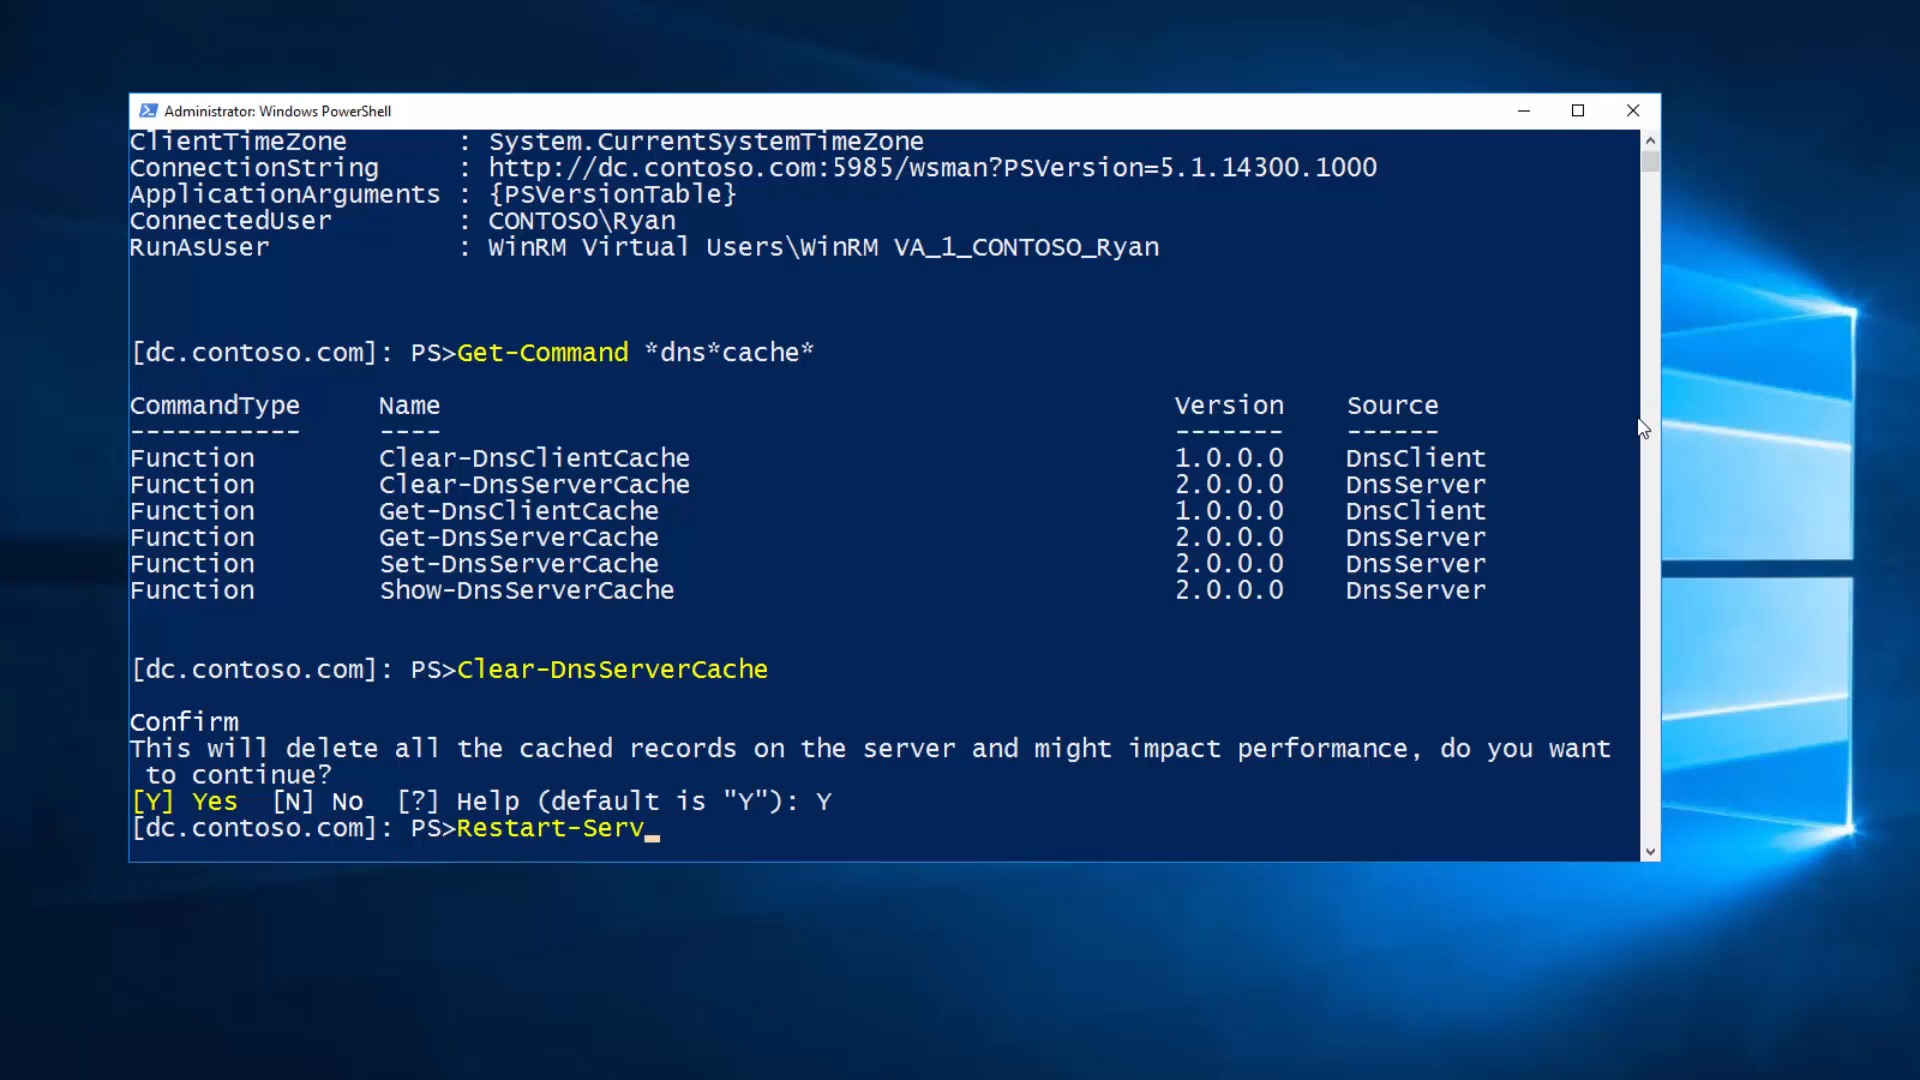 Administrator: Windows PowerShell
ClientTimeZone : System.CurrentSystemTimeZone
ConnectionString : http://dc.contoso.com:5985/wsman?PSVersion=5.1.14300.1000
ApplicationArguments : {PSVersionTable}
ConnectedUser : CONTOSO\Ryan
RunAsUser : WinRM Virtual Users\WinRM VA_1_CONTOSO_Ryan
[dc.contoso.com]: PS>Get-Command *dns*cache*
CommandType Name Version Source
----------- ---- ------- ------
Function Clear-DnsClientCache 1.0.0.0 DnsClient
Function Clear-DnsServerCache 2.0.0.0 DnsServer
Function Get-DnsClientCache 1.0.0.0 DnsClient
Function Get-DnsServerCache 2.0.0.0 DnsServer
Function Set-DnsServerCache 2.0.0.0 DnsServer
Function Show-DnsServerCache 2.0.0.0 DnsServer
[dc.contoso.com]: PS>Clear-DnsServerCache
Confirm
This will delete all the cached records on the server and might impact performance, do you want
to continue?
[Y] Yes [N] No [?] Help (default is "Y"): Y
[dc.contoso.com]: PS>Restart-Serv_